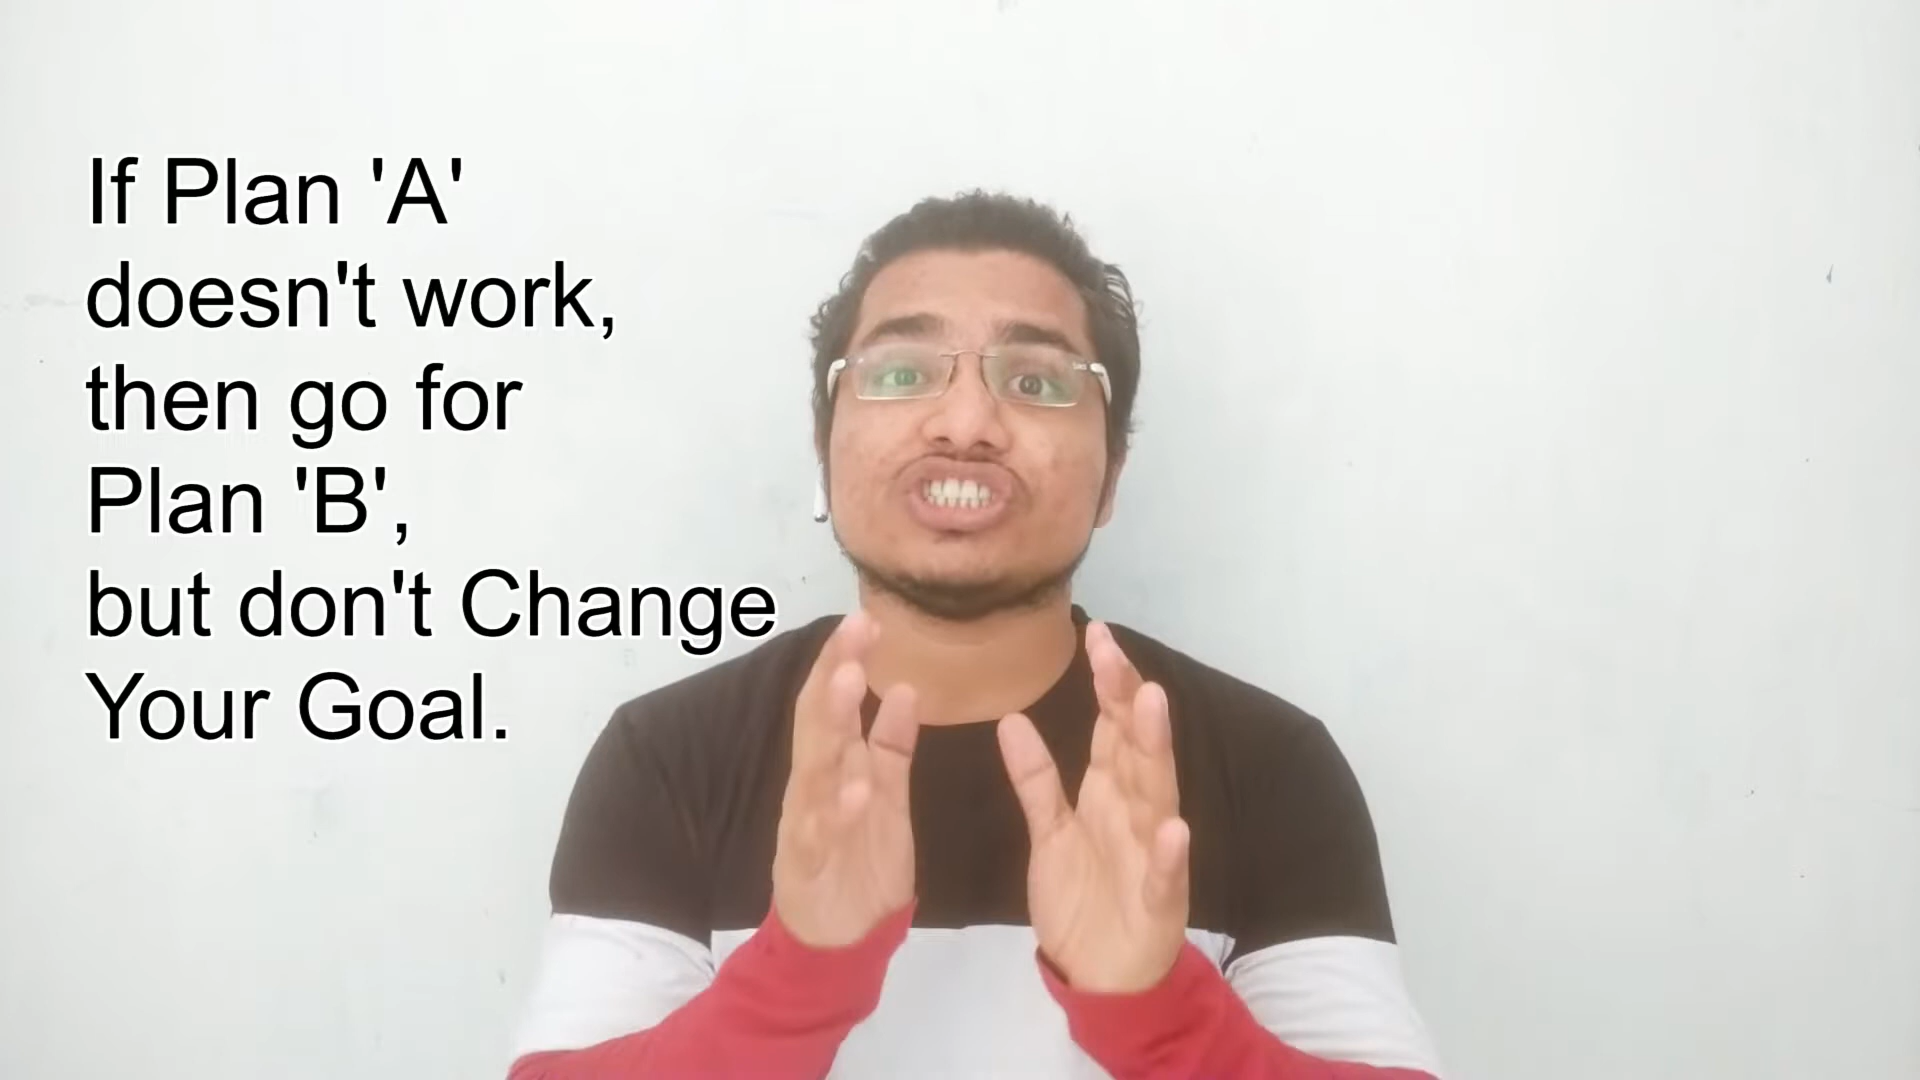 If Plan 'A'
doesn't work,
then go for
Plan 'B',
but don't Change
Your Goal.